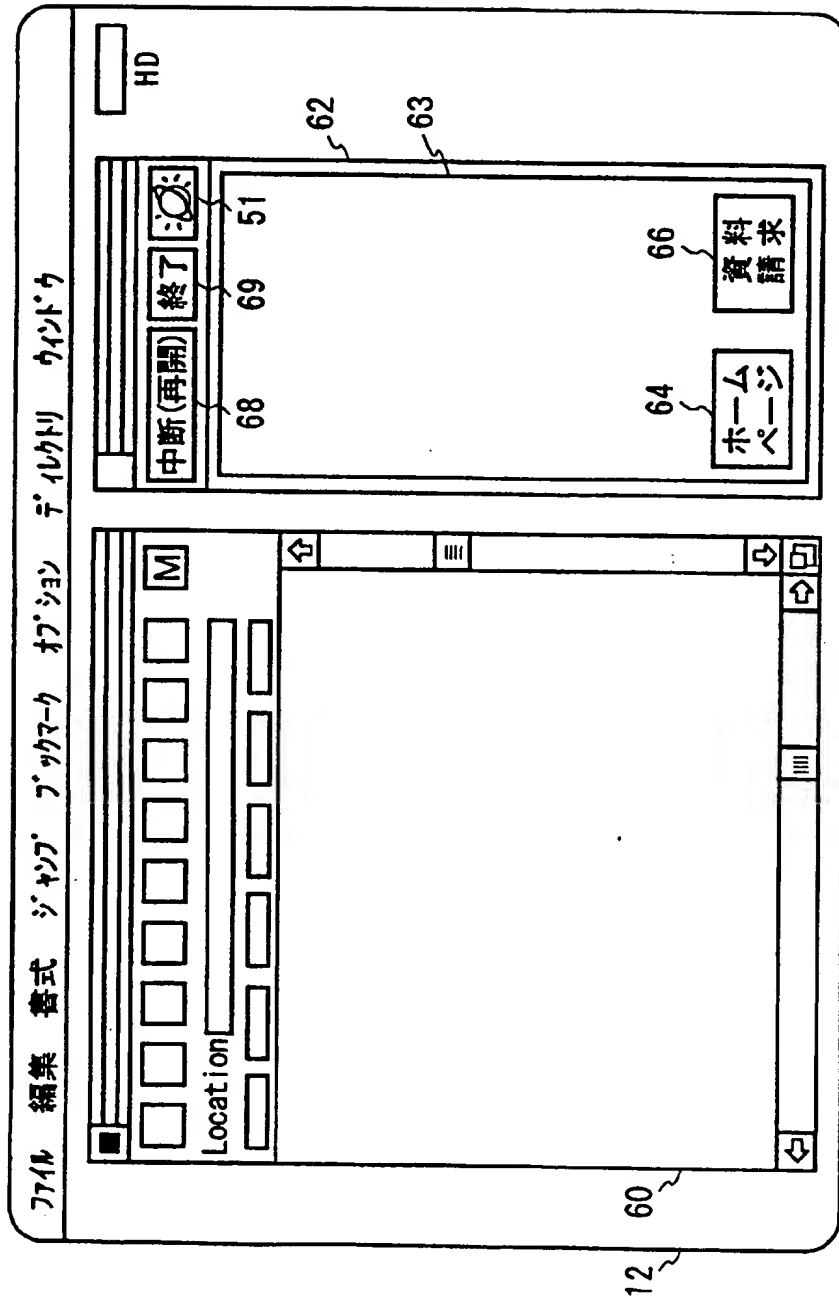 ファイル 編集 書式 ジャンプ ブックマーク オプション ディレクトリ ウィンドウ
HD
M
Location
中断(再開)
終了
68
69
51
62
63
ホーム
ページ
資料
請求
64
66
60
12